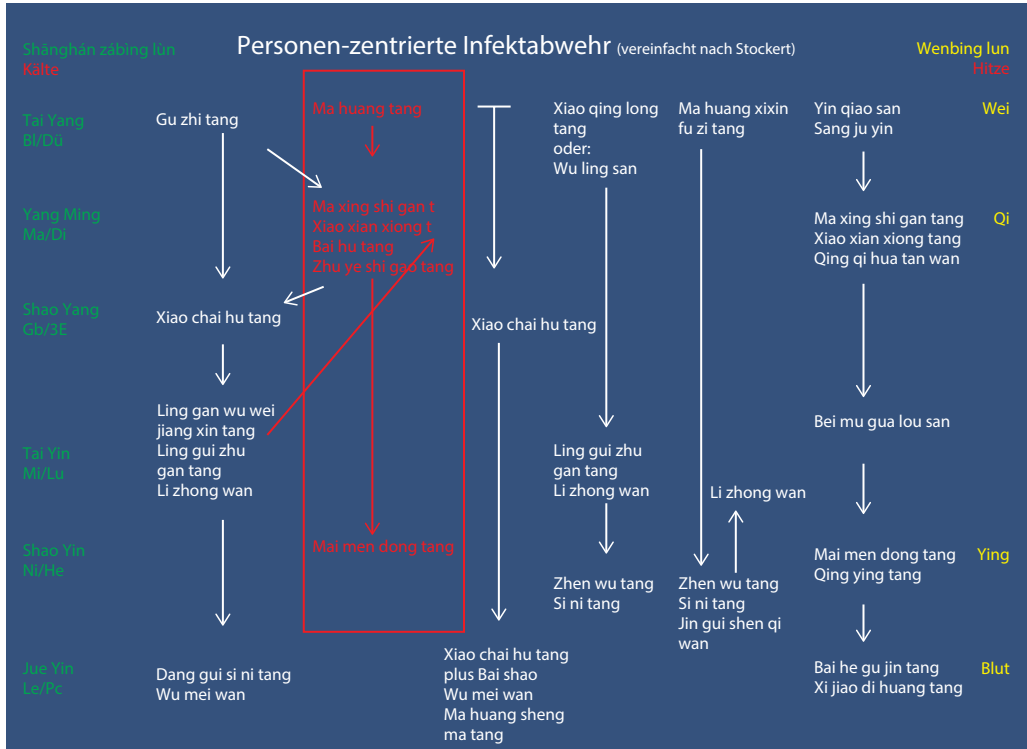 Personen-zentrierte Infektabwehr (vereinfacht nach Stockert)
Shānghán zábìng lùn
Kälte
Wenbing lun
Hitze
Tai Yang
Bl/Dü
Yang Ming
Ma/Di
Shao Yang
Gb/3E
Tai Yin
Mi/Lu
Shao Yin
Ni/He
Jue Yin
Le/Pc
Gu zhi tang
Xiao chai hu tang
Ling gan wu wei
jiang xin tang
Ling gui zhu
gan tang
Li zhong wan
Dang gui si ni tang
Wu mei wan
Ma huang tang
Ma xing shi gan t
Xiao xian xiong t
Bai hu tang
Zhu ye shi gao tang
Mai men dong tang
Xiao chai hu tang
Xiao chai hu tang
plus Bai shao
Wu mei wan
Ma huang sheng
ma tang
Xiao qing long
tang
oder:
Wu ling san
Ling gui zhu
gan tang
Li zhong wan
Zhen wu tang
Si ni tang
Ma huang xixin
fu zi tang
Li zhong wan
Zhen wu tang
Si ni tang
Jin gui shen qi
wan
Yin qiao san
Sang ju yin
Ma xing shi gan tang
Xiao xian xiong tang
Qing qi hua tan wan
Bei mu gua lou san
Mai men dong tang
Qing ying tang
Bai he gu jin tang
Xi jiao di huang tang
Wei
Qi
Ying
Blut